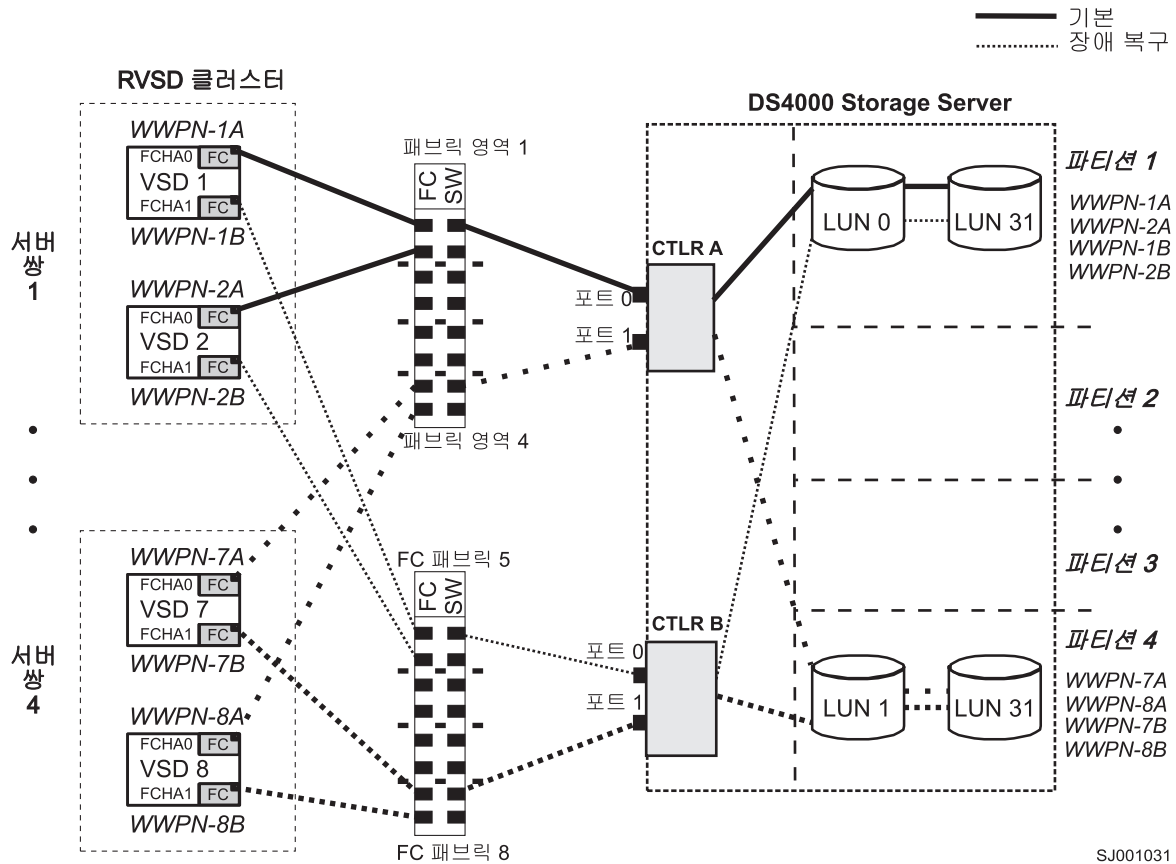 기본
장애 복구
RVSD 클러스터
DS4000 Storage Server
서버
쌍
1
WWPN-1A
FCHA0 FC
VSD 1
FCHA1 FC
WWPN-1B
WWPN-2A
FCHA0 FC
VSD 2
FCHA1 FC
WWPN-2B
패브릭 영역 1
FC
SW
패브릭 영역 4
CTLR A
포트 0
포트 1
LUN 0
LUN 31
파티션 1
WWPN-1A
WWPN-2A
WWPN-1B
WWPN-2B
파티션 2
파티션 3
서버
쌍
4
WWPN-7A
FCHA0 FC
VSD 7
FCHA1 FC
WWPN-7B
WWPN-8A
FCHA0 FC
VSD 8
FCHA1 FC
WWPN-8B
FC 패브릭 5
FC
SW
FC 패브릭 8
CTLR B
포트 0
포트 1
LUN 1
LUN 31
파티션 4
WWPN-7A
WWPN-8A
WWPN-7B
WWPN-8B
SJ001031